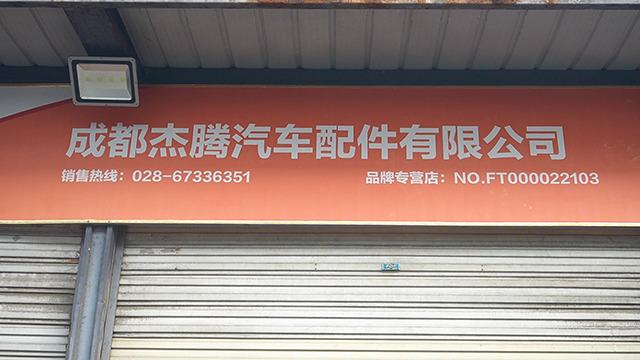 成都杰腾汽车配件有限公司
销售热线：028-67336351 品牌专营店：NO.FT000022103